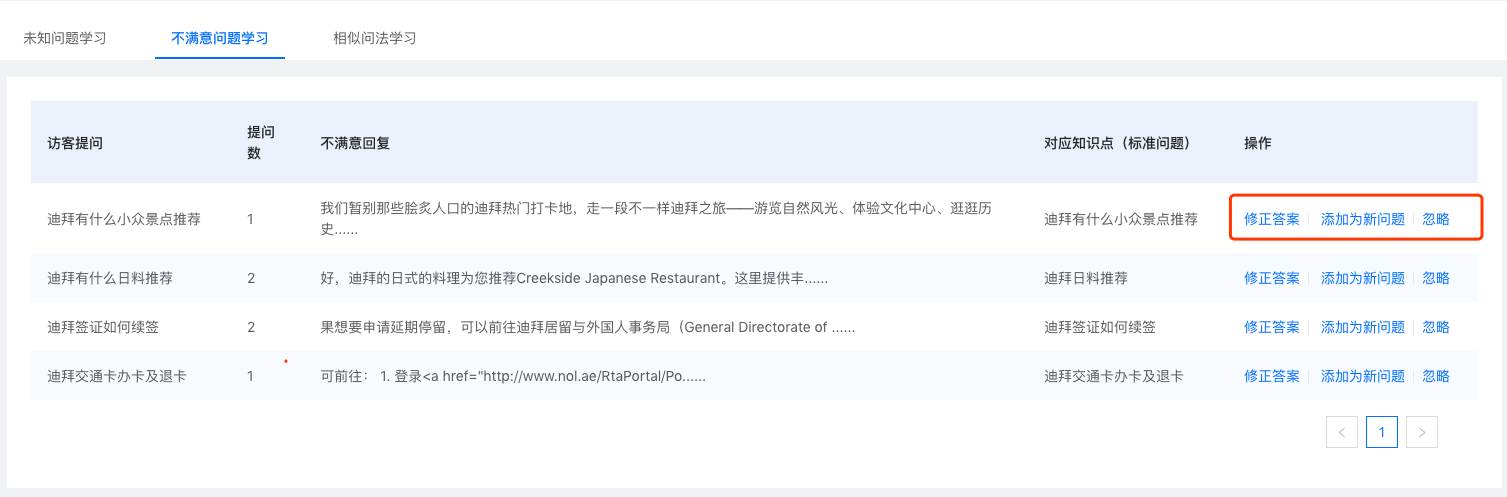 未知问题学习 不满意问题学习 相似问法学习
访客提问 提问数 不满意回复 对应知识点（标准问题） 操作
迪拜有什么小众景点推荐 1 我们暂别那些脍炙人口的迪拜热门打卡地，走一段不一样迪拜之旅——游览自然风光、体验文化中心、逛逛历
史...... 迪拜有什么小众景点推荐 修正答案 添加为新问题 忽略
迪拜有什么日料推荐 2 好，迪拜的日式的料理为您推荐Creekside Japanese Restaurant。这里提供丰...... 迪拜日料推荐 修正答案 添加为新问题 忽略
迪拜签证如何续签 2 果想要申请延期停留，可以前往迪拜居留与外国人事务局（General Directorate of ...... 迪拜签证如何续签 修正答案 添加为新问题 忽略
迪拜交通卡办卡及退卡 1 可前往： 1. 登录<a href="http://www.nol.ae/RtaPortal/Po...... 迪拜交通卡办卡及退卡 修正答案 添加为新问题 忽略
< 1 >